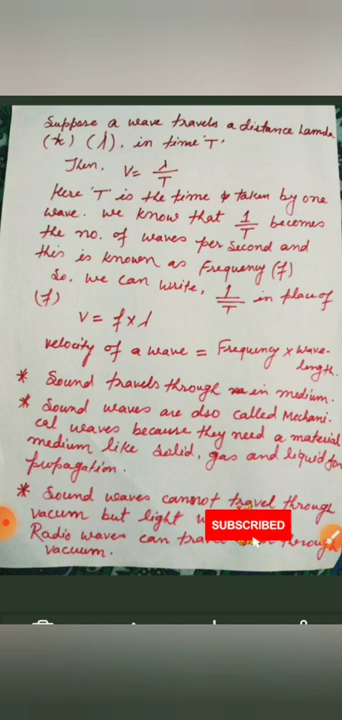 Suppose a wave travels a distance Lamda
(λ), in time 'T'.
Then, V = λ/T
Here 'T' is the time taken by one
wave. We know that 1/T becomes
the no. of waves per second and
this is known as Frequency (f)
So, we can write, 1/T in place of
(f)
V = f x λ
velocity of a wave = Frequency x Wave-
length.
* Sound travels through in medium.
* Sound waves are also called Mechani-
cal waves because they need a material
medium like solid, gas and liquid for
propagation.
* Sound waves cannot travel through
vacum but light
SUBSCRIBED
Radio waves can through
vacuum.